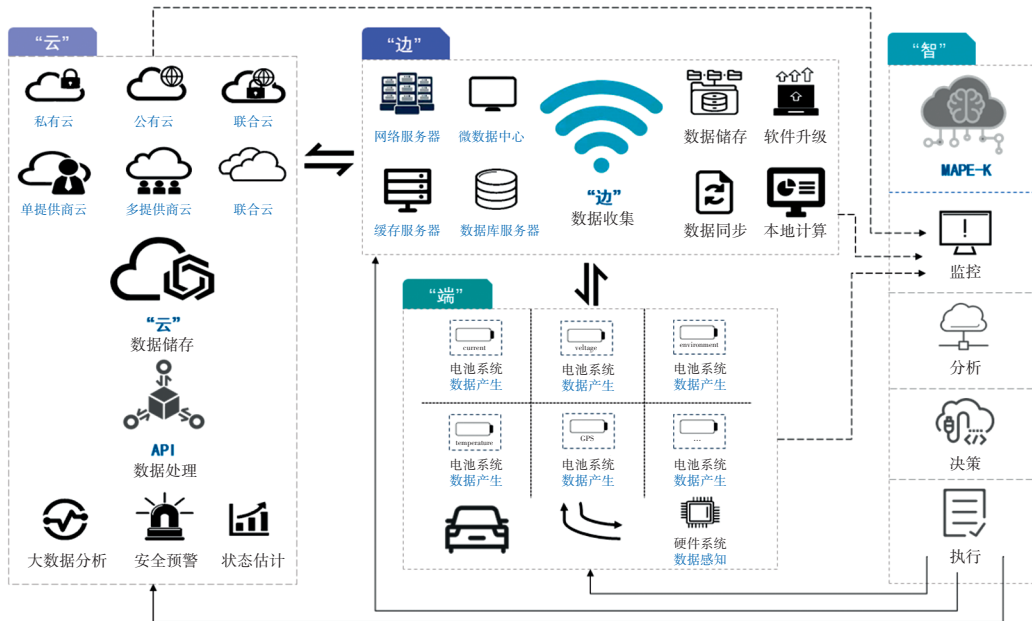 “云”
私有云
公有云
联合云
单提供商云
多提供商云
联合云
“云”
数据储存
API
数据处理
大数据分析
安全预警
状态估计
“边”
网络服务器
微数据中心
缓存服务器
数据库服务器
“边”
数据收集
数据储存
软件升级
数据同步
本地计算
“端”
current
电池系统
数据产生
veltage
电池系统
数据产生
environment
电池系统
数据产生
temperature
电池系统
数据产生
GPS
电池系统
数据产生
...
电池系统
数据产生
硬件系统
数据感知
“智”
MAPE-K
!
监控
分析
决策
执行